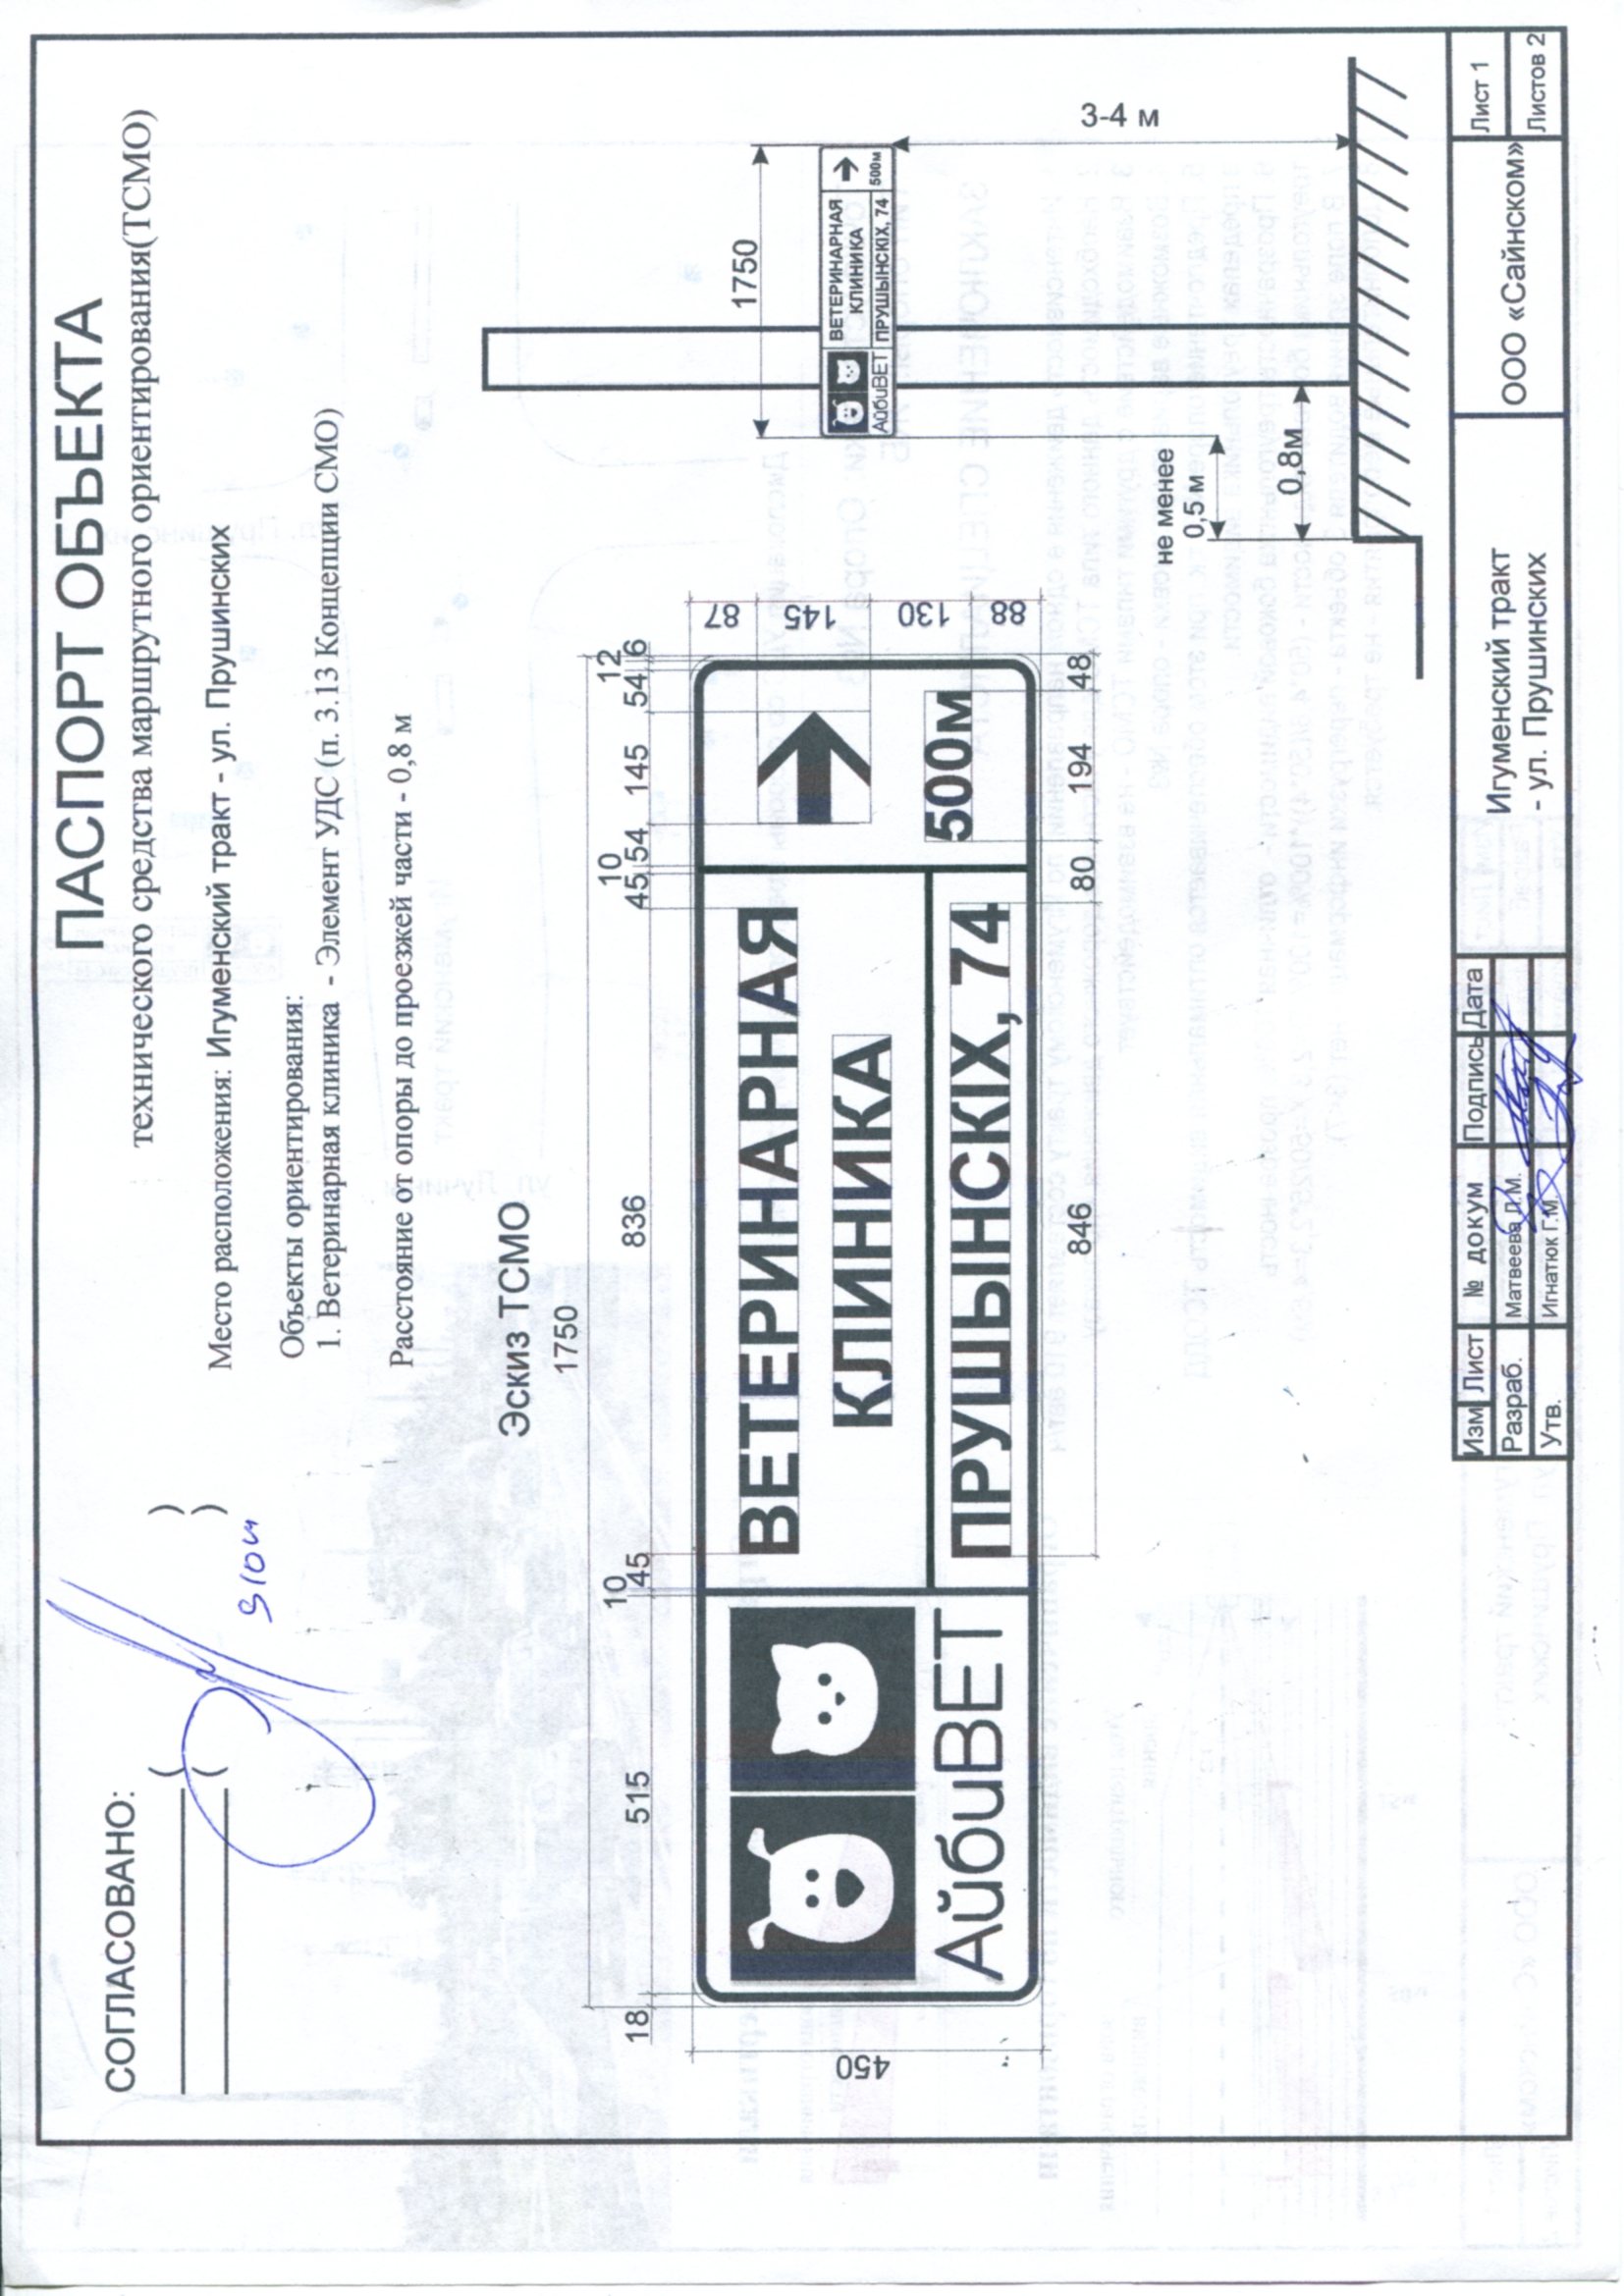 СОГЛАСОВАНО:
ПАСПОРТ ОБЪЕКТА
технического средства маршрутного ориентирования(ТСМО)
Место расположения: Игуменский тракт - ул. Прушинских
Объекты ориентирования:
1. Ветеринарная клиника - Элемент УДС (п. 3.13 Концепции СМО)
Расстояние от опоры до проезжей части - 0,8 м
Эскиз ТСМО
1750
18 515 10 45 836 45 10 54 145 54 12 6
450
АйбиВЕТ
ВЕТЕРИНАРНАЯ
КЛИНИКА
ПРУШЫНСКІХ, 74
500м
87
145
130
88
846 80 194 48
1750
АйбиВЕТ
ВЕТЕРИНАРНАЯ
КЛИНИКА
ПРУШЫНСКІХ, 74
500м
3-4 м
не менее
0,5 м
0,8м
Изм Лист № докум Подпись Дата
Разраб. Матвеева Л.М.
Утв. Игнатюк Г.М.
Игуменский тракт
- ул. Прушинских
ООО «Сайнском»
Лист 1
Листов 2